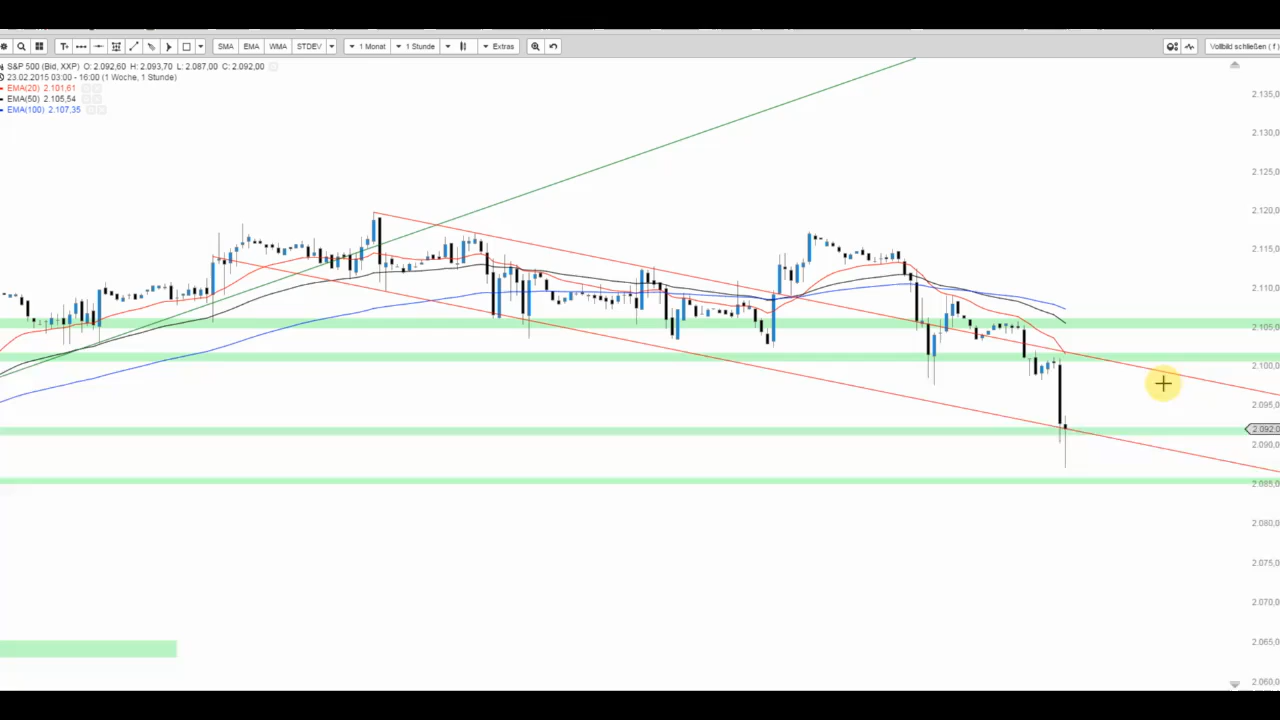 T SMA EMA WMA STDEV 1 Monat 1 Stunde Extras Vollbild schließen ( f )
S&P 500 (Bid, XXP) O: 2.092,60 H: 2.093,70 L: 2.087,00 C: 2.092,00
23.02.2015 03:00 - 16:00 (1 Woche, 1 Stunde)
EMA(20) 2.101,61
EMA(50) 2.105,54
EMA(100) 2.107,35
2.135,0
2.130,0
2.125,0
2.120,0
2.115,0
2.110,0
2.105,0
2.100,0
2.095,0
2.092,0
2.090,0
2.085,0
2.080,0
2.075,0
2.070,0
2.065,0
2.060,0